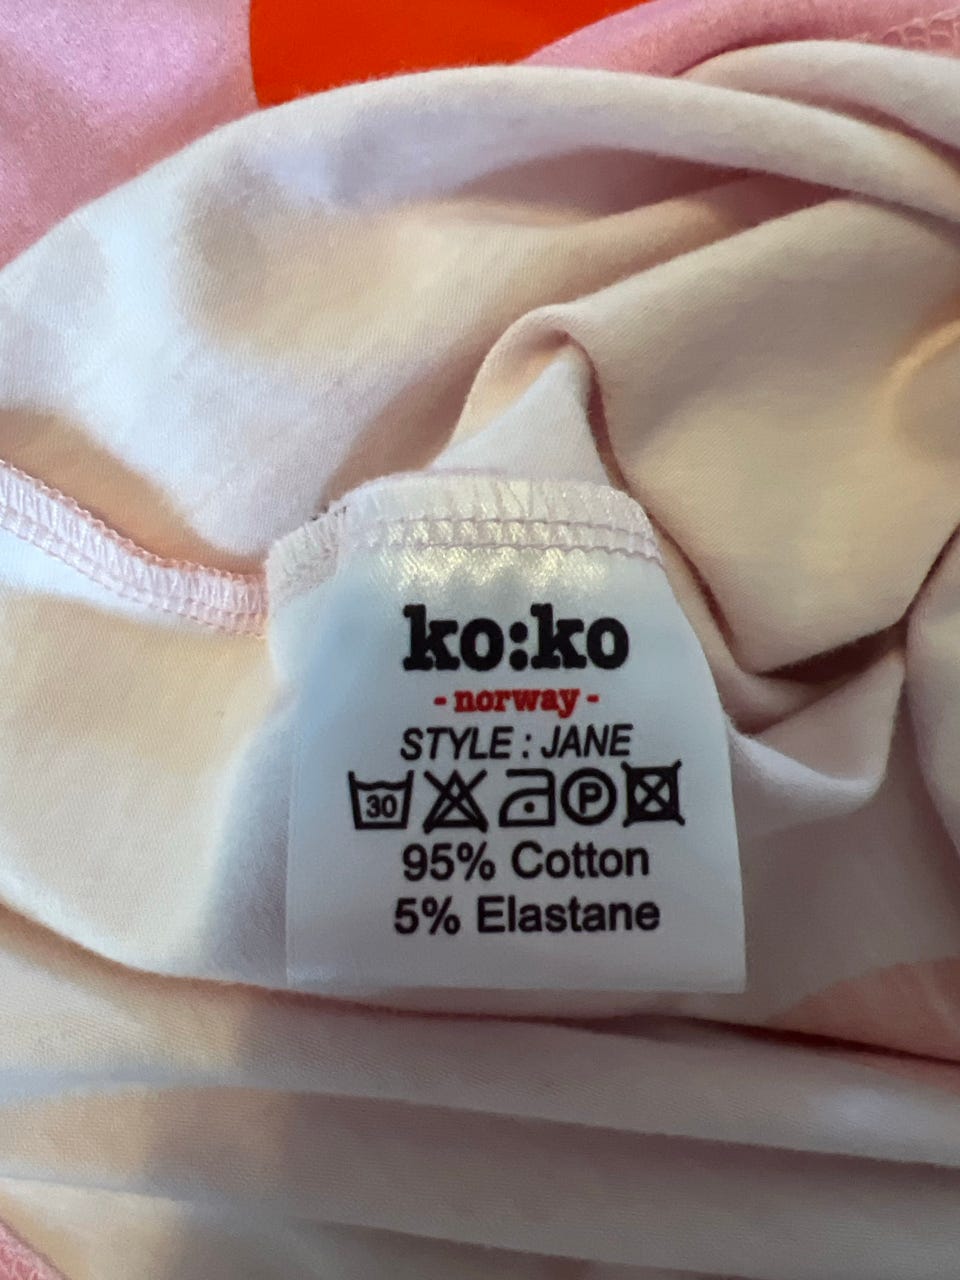 ko:ko
- norway -
STYLE : JANE
30 P
95% Cotton
5% Elastane